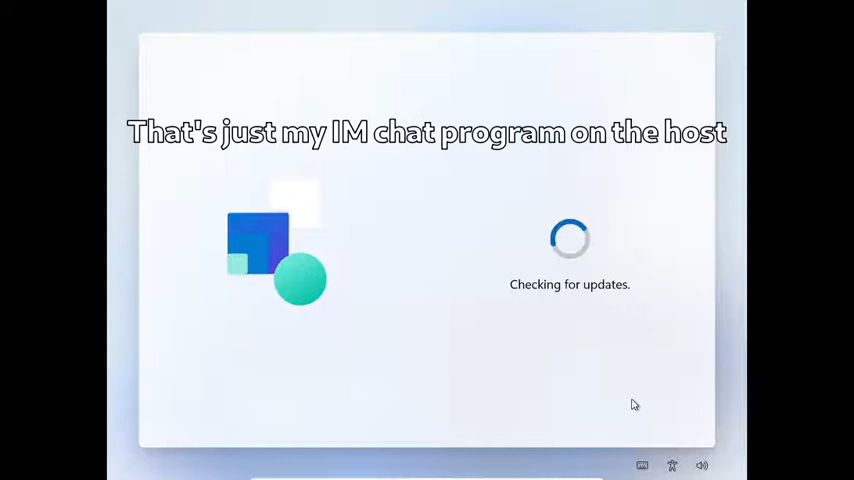 That's just my IM chat program on the host
Checking for updates.